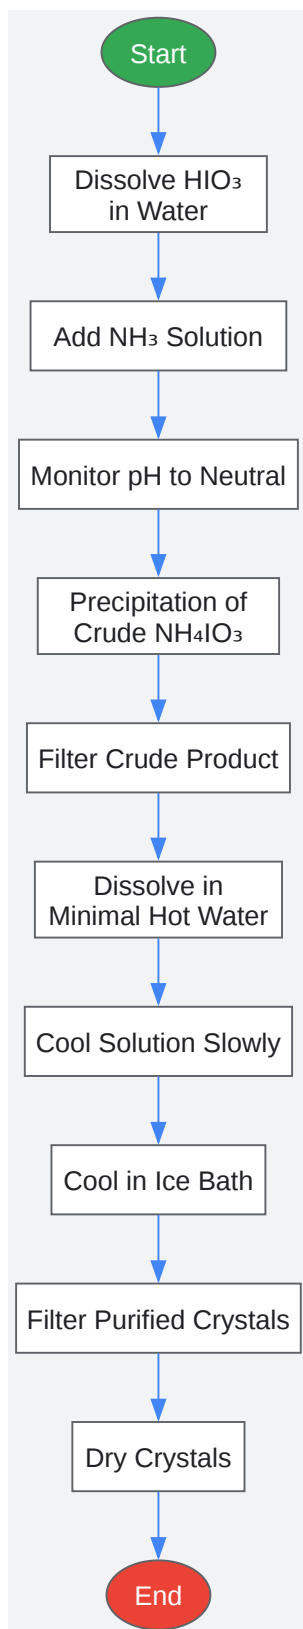 Start
Dissolve HIO₃
in Water
Add NH₃ Solution
Monitor pH to Neutral
Precipitation of
Crude NH₄IO₃
Filter Crude Product
Dissolve in
Minimal Hot Water
Cool Solution Slowly
Cool in Ice Bath
Filter Purified Crystals
Dry Crystals
End